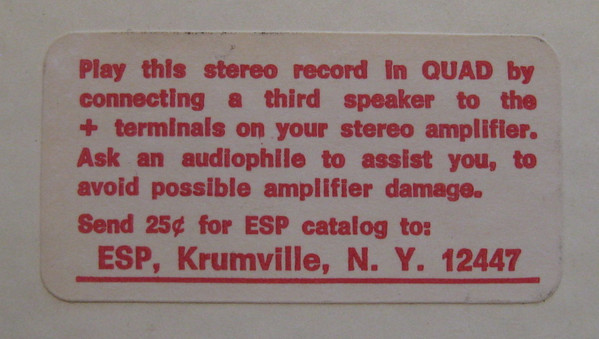 Play this stereo record in QUAD by
connecting a third speaker to the
+ terminals on your stereo amplifier.
Ask an audiophile to assist you, to
avoid possible amplifier damage.
Send 25¢ for ESP catalog to:
ESP, Krumville, N. Y. 12447